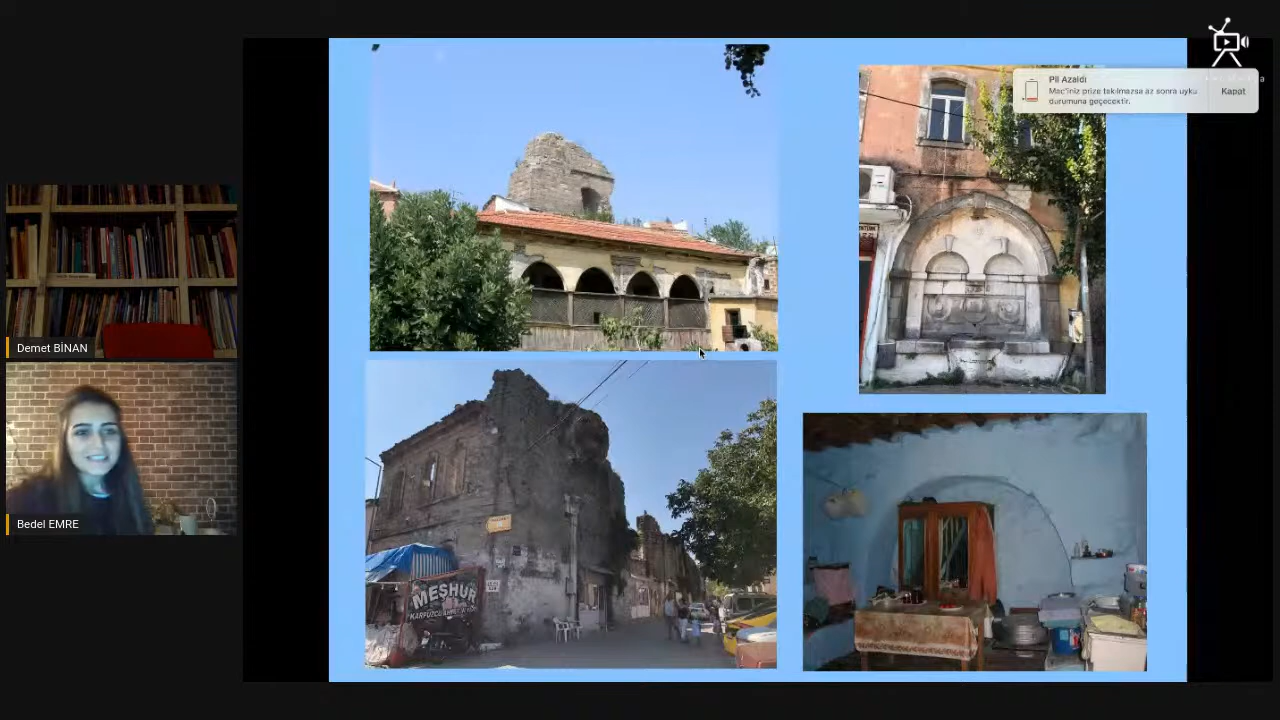 Pil Azaldı
Mac'iniz prize takılmazsa az sonra uyku
durumuna geçecektir.
Kapat
Demet BİNAN
Bedel EMRE
MEŞHUR